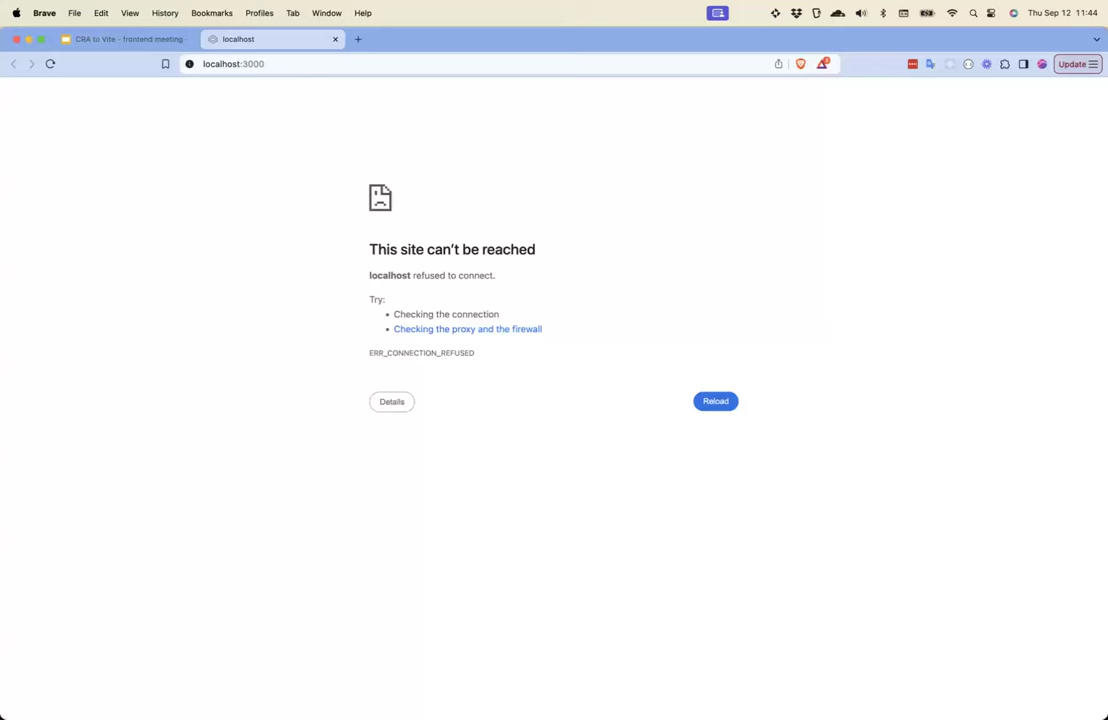 Brave File Edit View History Bookmarks Profiles Tab Window Help Thu Sep 12 11:44
CRA to Vite - frontend meeting - localhost
localhost:3000 Update
This site can't be reached
localhost refused to connect.
Try:
• Checking the connection
• Checking the proxy and the firewall
ERR_CONNECTION_REFUSED
Details Reload